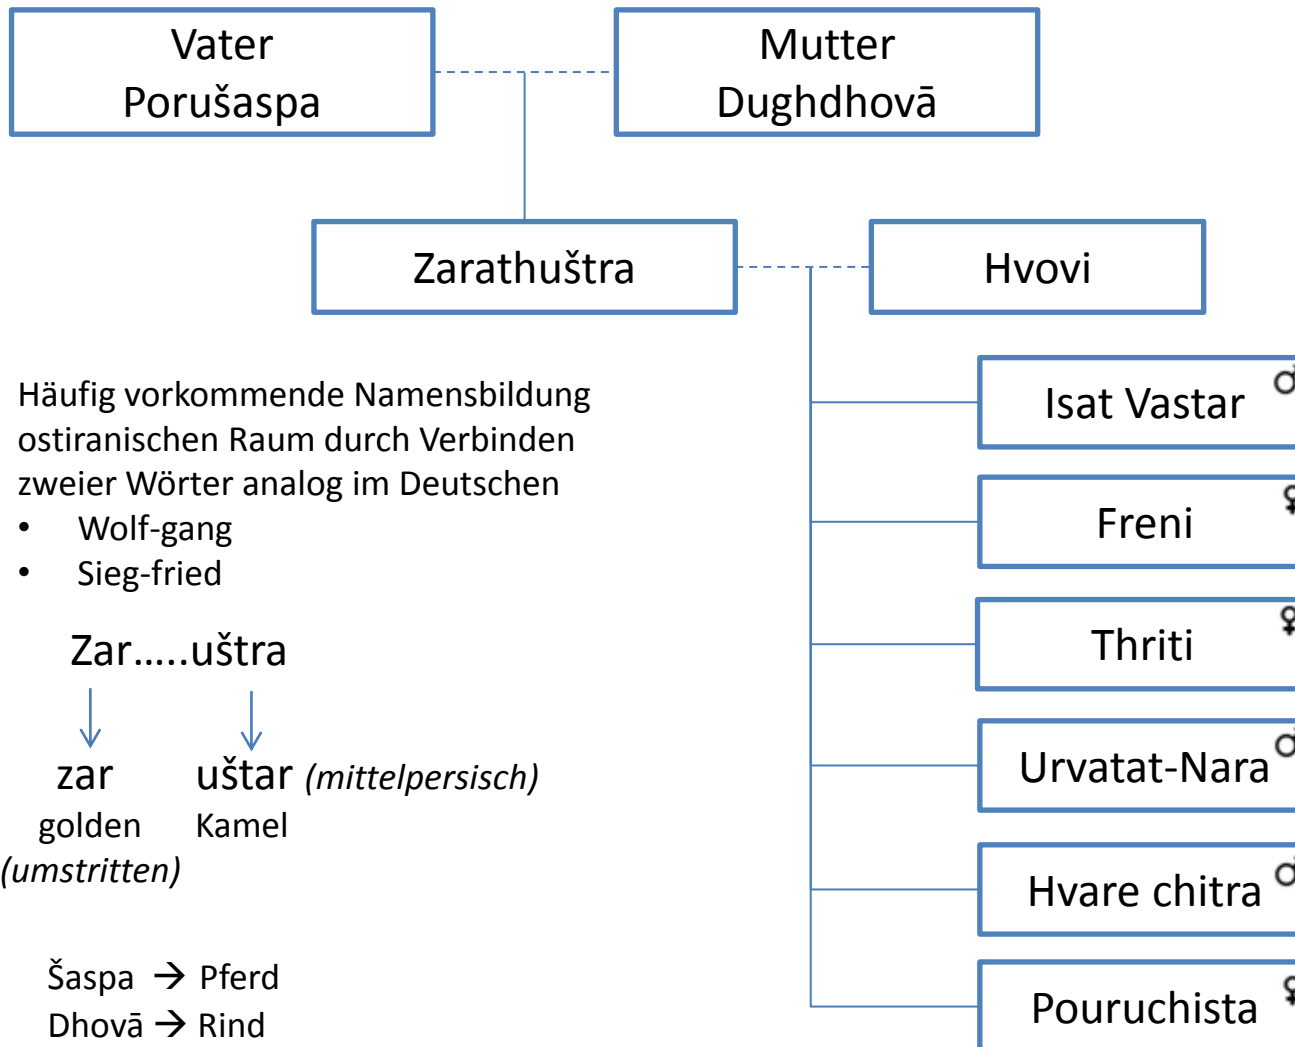 Vater
Porušaspa
Mutter
Dughdhovā
Zarathuštra
Hvovi
Isat Vastar ♂
Freni ♀
Thriti ♀
Urvatat-Nara ♂
Hvare chitra ♂
Pouruchista ♀
Häufig vorkommende Namensbildung
ostiranischen Raum durch Verbinden
zweier Wörter analog im Deutschen
• Wolf-gang
• Sieg-fried
Zar.....uštra
zar uštar (mittelpersisch)
golden Kamel
(umstritten)
Šaspa → Pferd
Dhovā → Rind